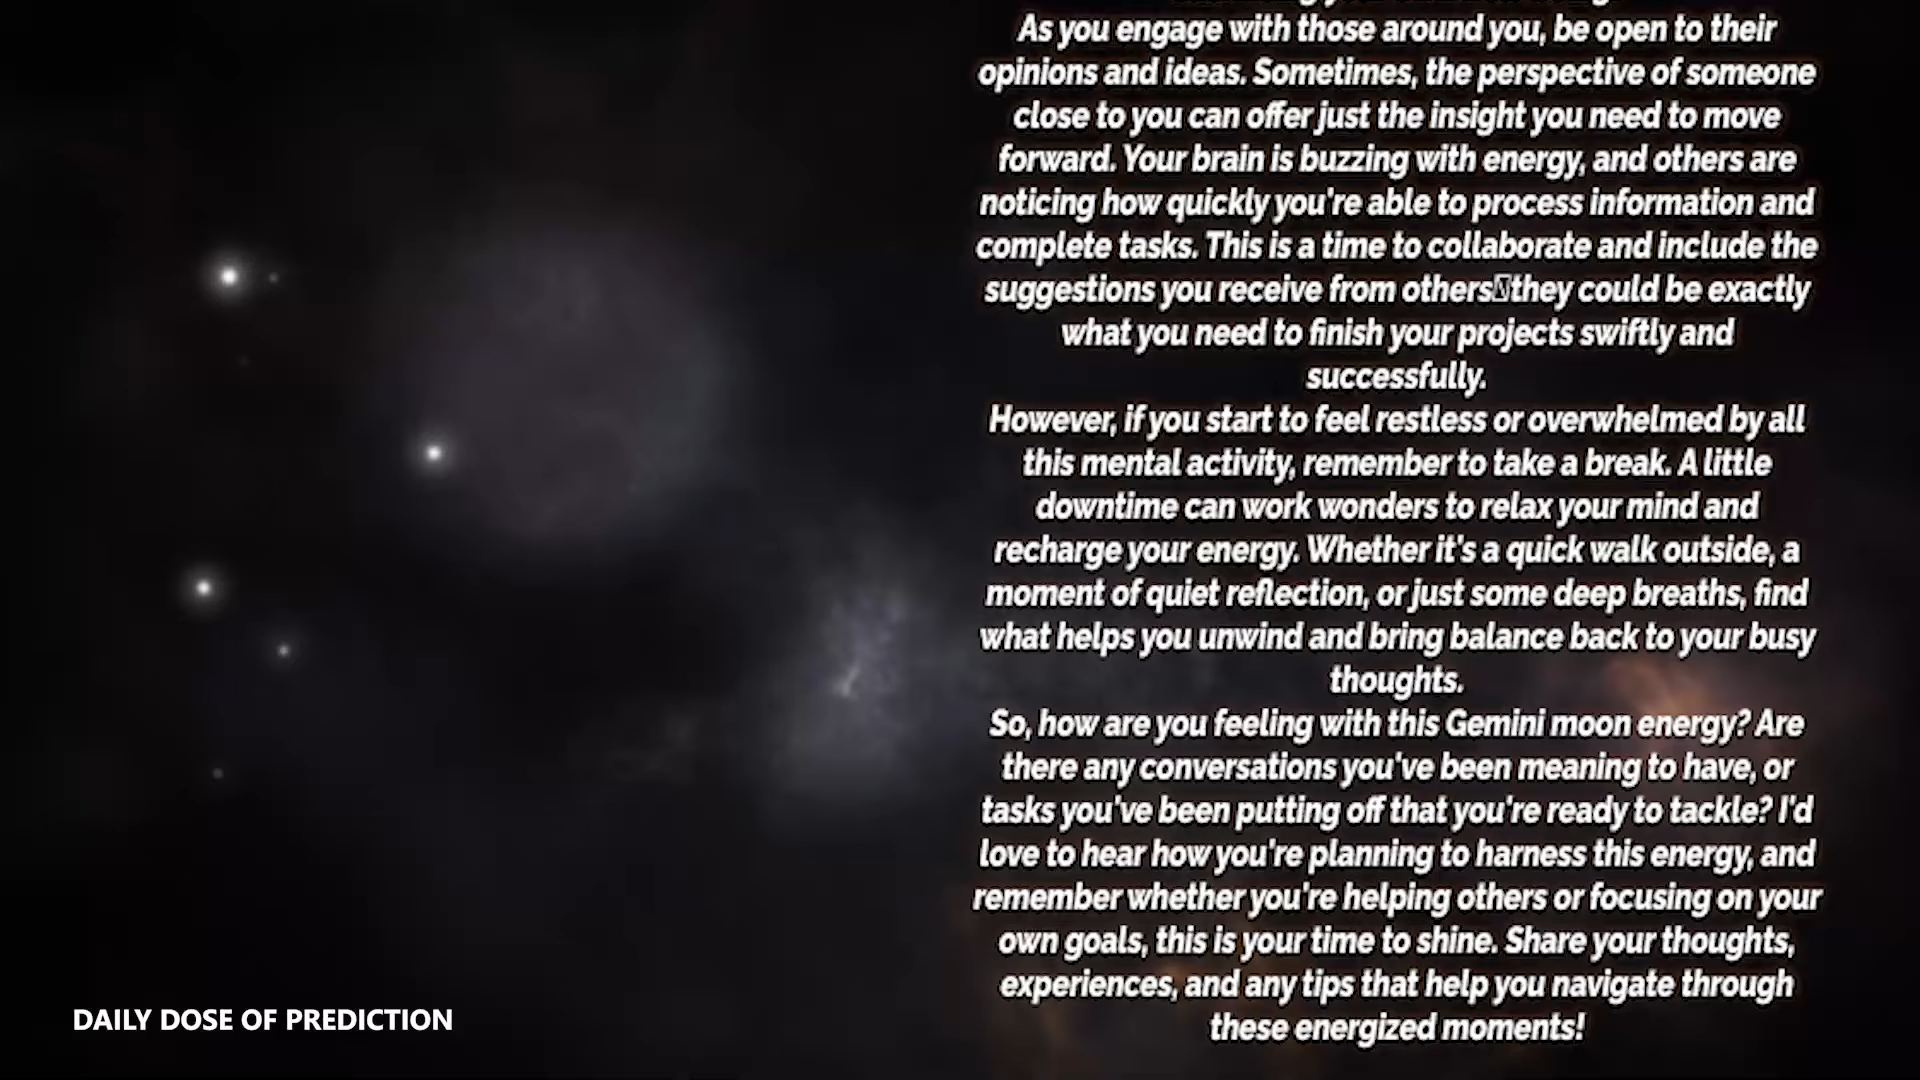 As you engage with those around you, be open to their
opinions and ideas. Sometimes, the perspective of someone
close to you can offer just the insight you need to move
forward. Your brain is buzzing with energy, and others are
noticing how quickly you're able to process information and
complete tasks. This is a time to collaborate and include the
suggestions you receive from others▯they could be exactly
what you need to finish your projects swiftly and
successfully.
However, if you start to feel restless or overwhelmed by all
this mental activity, remember to take a break. A little
downtime can work wonders to relax your mind and
recharge your energy. Whether it's a quick walk outside, a
moment of quiet reflection, or just some deep breaths, find
what helps you unwind and bring balance back to your busy
thoughts.
So, how are you feeling with this Gemini moon energy? Are
there any conversations you've been meaning to have, or
tasks you've been putting off that you're ready to tackle? I'd
love to hear how you're planning to harness this energy, and
remember whether you're helping others or focusing on your
own goals, this is your time to shine. Share your thoughts,
experiences, and any tips that help you navigate through
these energized moments!
DAILY DOSE OF PREDICTION